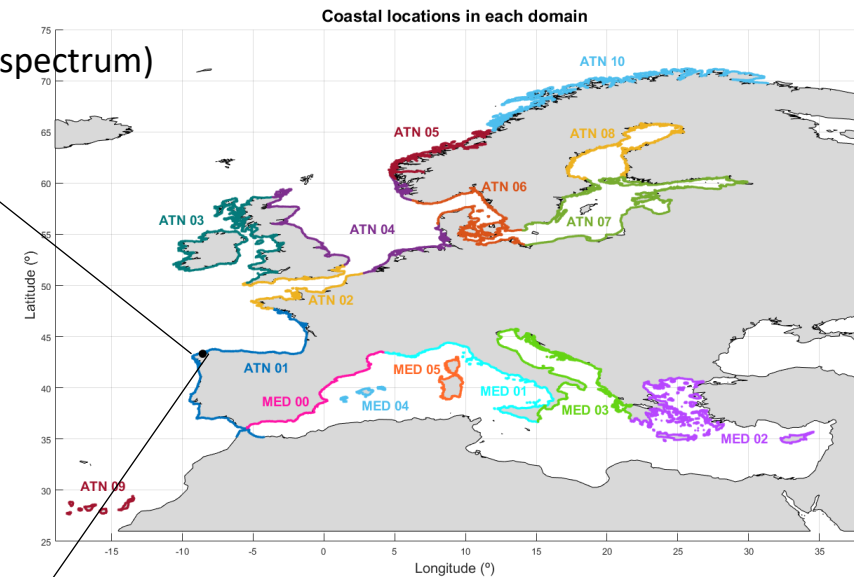 Coastal locations in each domain
spectrum)
75
70
65
60
55
50
45
40
35
30
25
Latitude (º)
ATN 10
ATN 05
ATN 08
ATN 06
ATN 03
ATN 04
ATN 07
ATN 02
ATN 01
MED 05
MED 00
MED 04
MED 01
MED 03
MED 02
ATN 09
-15
-10
-5
0
5
10
15
20
25
30
35
Longitude (º)